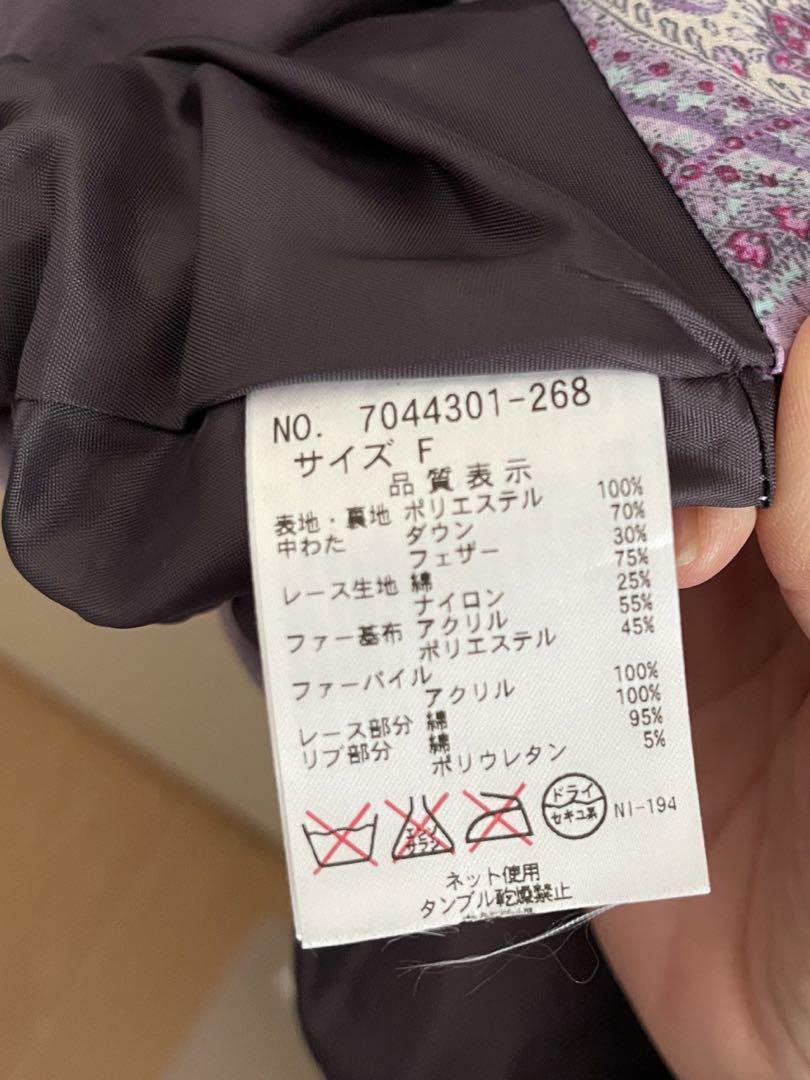 NO. 7044301-268
サイズ F
品質表示
表地・裏地 ポリエステル 100%
中わた ダウン 70%
フェザー 30%
レース生地 綿 75%
ナイロン 25%
ファー基布 アクリル 55%
ポリエステル 45%
ファーパイル
アクリル 100%
レース部分 綿 100%
リブ部分 綿 95%
ポリウレタン 5%
エンソ
サラシ
ドライ
セキユ系
NI-194
ネット使用
タンブル乾燥禁止